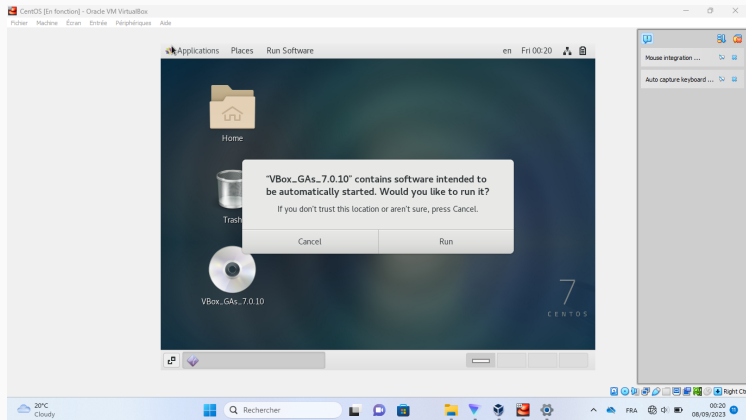 CentOS [En fonction] - Oracle VM VirtualBox
Fichier Machine Écran Entrée Périphériques Aide
Applications Places Run Software en Fri 00:20
Mouse integration ...
Auto capture keyboard ...
Home
"VBox_GAs_7.0.10" contains software intended to
be automatically started. Would you like to run it?
If you don't trust this location or aren't sure, press Cancel.
Trash
Cancel Run
VBox_GAs_7.0.10
7
CENTOS
Right Ct
20°C
Cloudy
Rechercher
FRA
00:20
08/09/2023